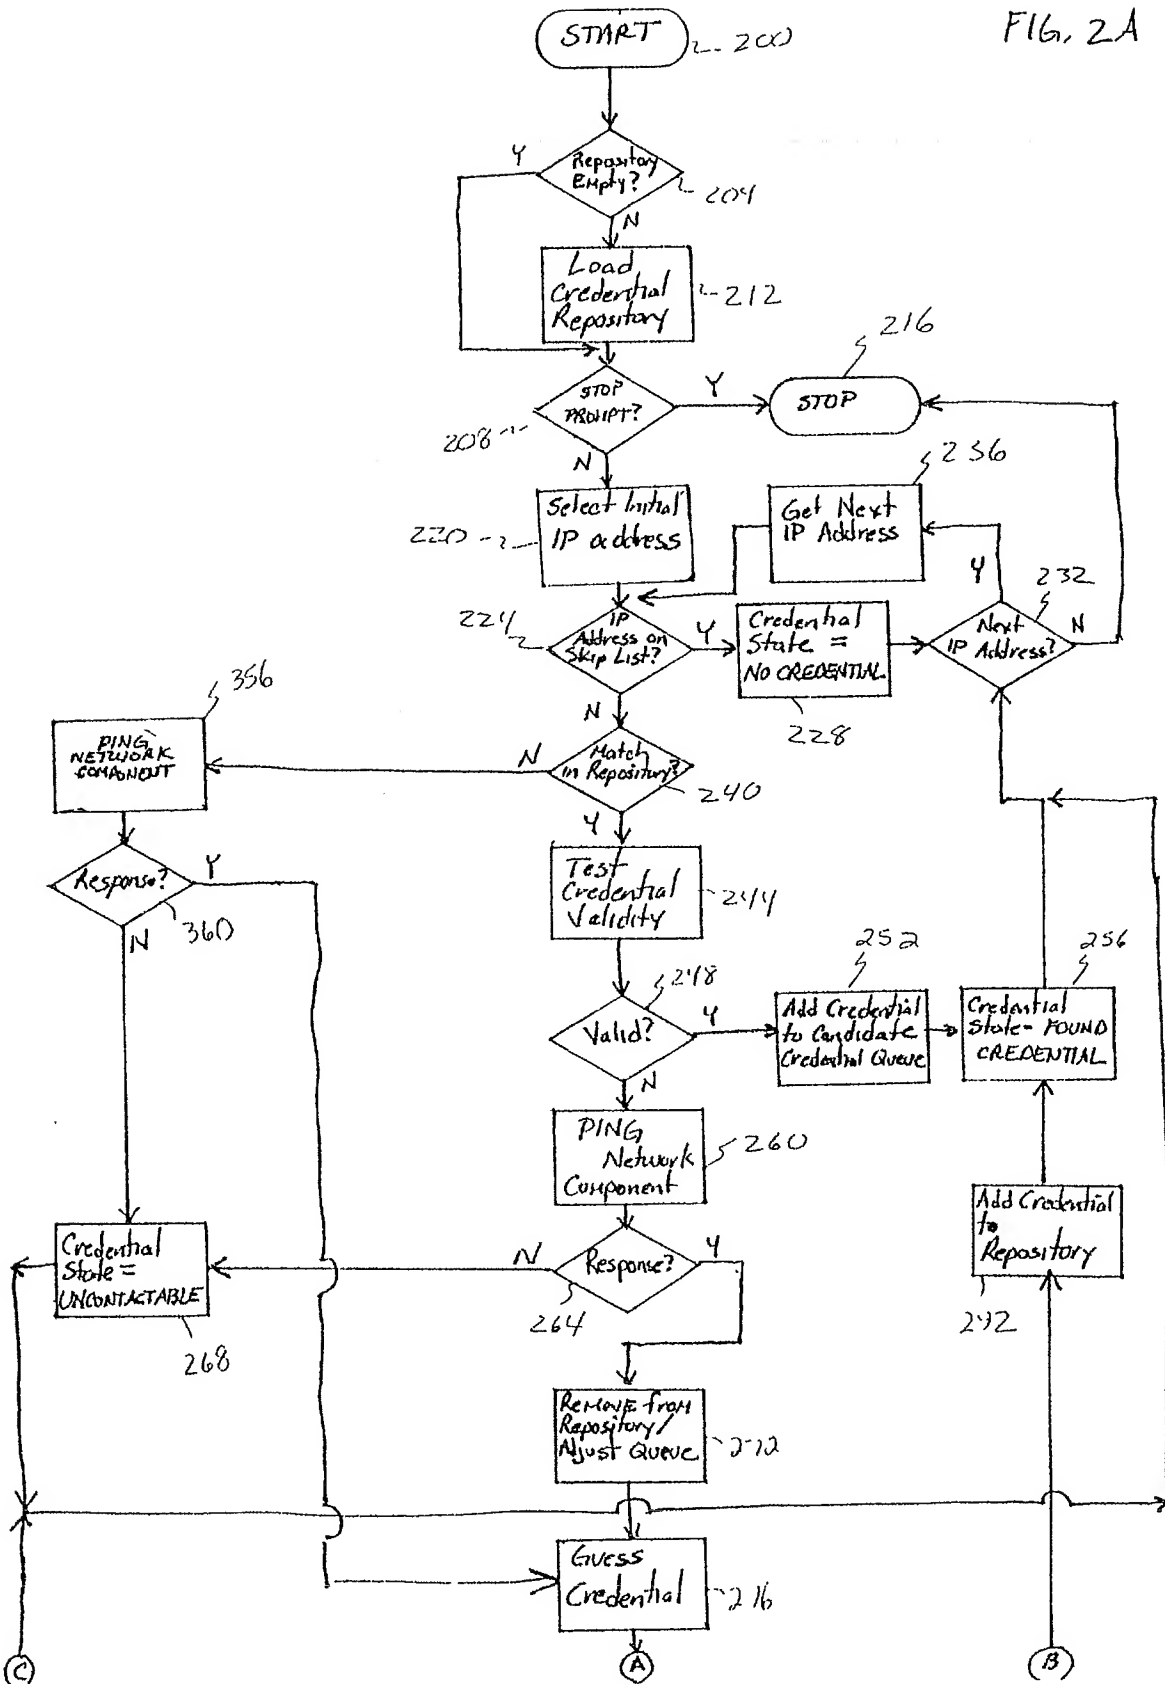 FIG. 2A
START
200
Repository
Empty?
Y
204
N
Load
Credential
Repository
212
216
STOP
PROMPT?
Y
STOP
208
N
236
Select Initial
IP address
220
Get Next
IP Address
Y
232
IP
Address on
Skip List?
224
Y
Credential
State =
NO CREDENTIAL
228
Next
IP Address?
N
N
356
PING
NETWORK
COMPONENT
N
Match
in Repository?
240
Y
Response?
Y
360
N
Test
Credential
Validity
244
248
Valid?
Y
252
Add Credential
to Candidate
Credential Queue
256
Credential
State = FOUND
CREDENTIAL
N
PING
Network
Component
260
Add Credential
to
Repository
Credential
State =
UNCONTACTABLE
268
N
Response?
Y
264
Remove from
Repository/
Adjust Queue
Guess
Credential
C
A
B